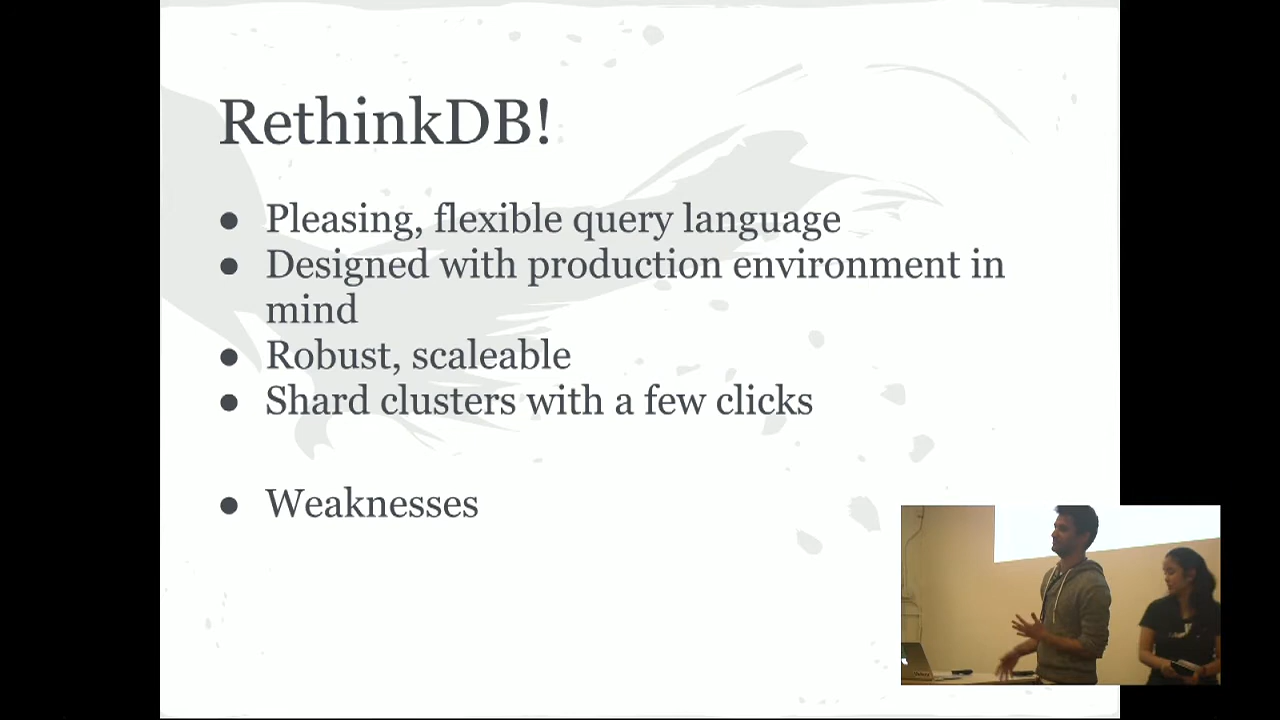 RethinkDB!
● Pleasing, flexible query language
● Designed with production environment in
mind
● Robust, scaleable
● Shard clusters with a few clicks
● Weaknesses